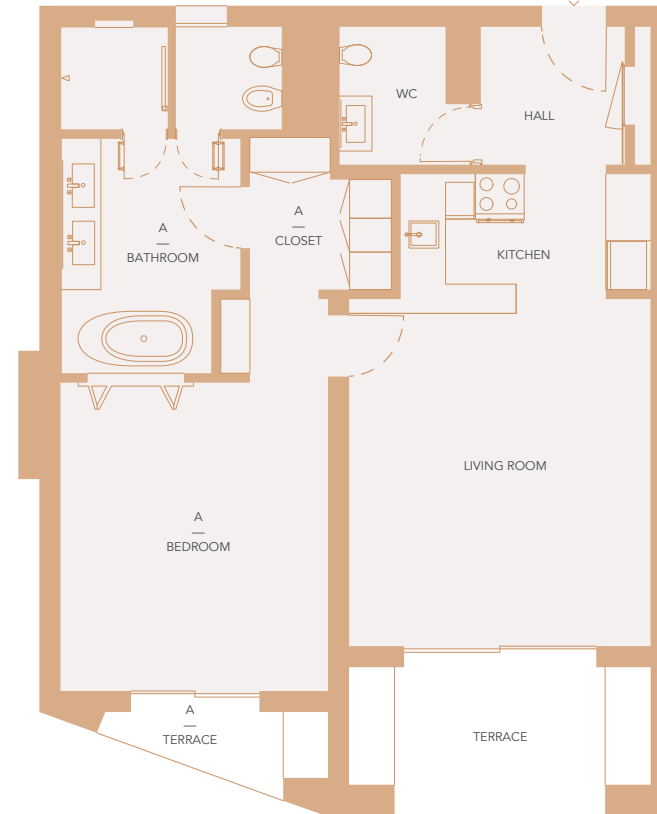 WC
HALL
A
BATHROOM
A
CLOSET
KITCHEN
LIVING ROOM
A
BEDROOM
A
TERRACE
TERRACE